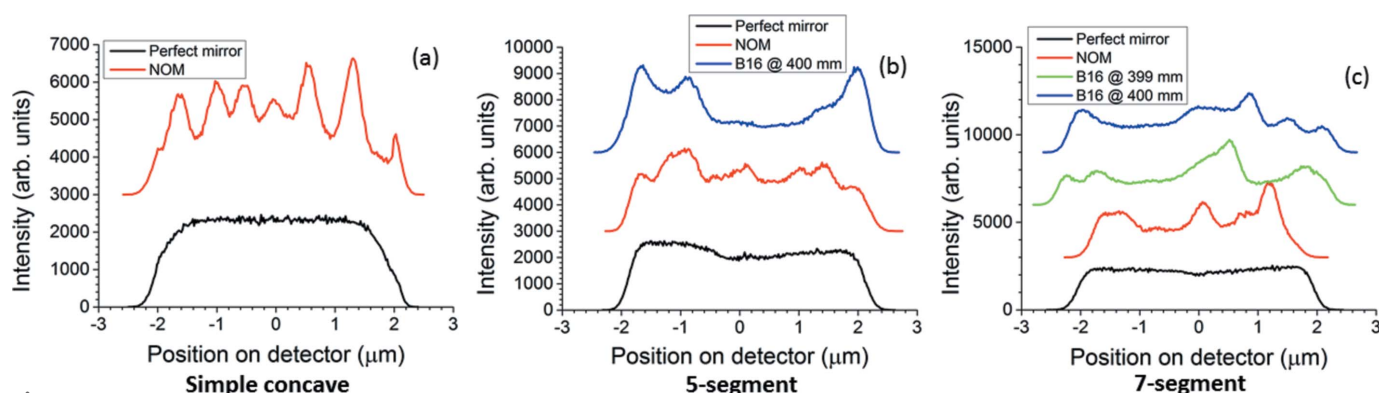 Perfect mirror
NOM
(a)
7000
6000
5000
4000
3000
2000
1000
0
-3 -2 -1 0 1 2 3
Intensity (arb. units)
Position on detector (μm)
Simple concave
Perfect mirror
NOM
B16 @ 400 mm
(b)
10000
9000
8000
7000
6000
5000
4000
3000
2000
1000
0
-3 -2 -1 0 1 2 3
Intensity (arb. units)
Position on detector (μm)
5-segment
Perfect mirror
NOM
B16 @ 399 mm
B16 @ 400 mm
(c)
15000
10000
5000
0
-3 -2 -1 0 1 2 3
Intensity (arb. units)
Position on detector (μm)
7-segment